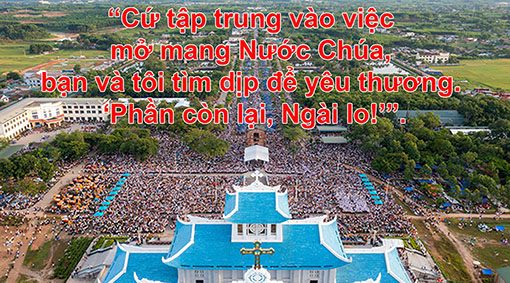 “Cứ tập trung vào việc
mở mang Nước Chúa,
bạn và tôi tìm dịp để yêu thương.
Phần còn lại, Ngài lo!”’’.